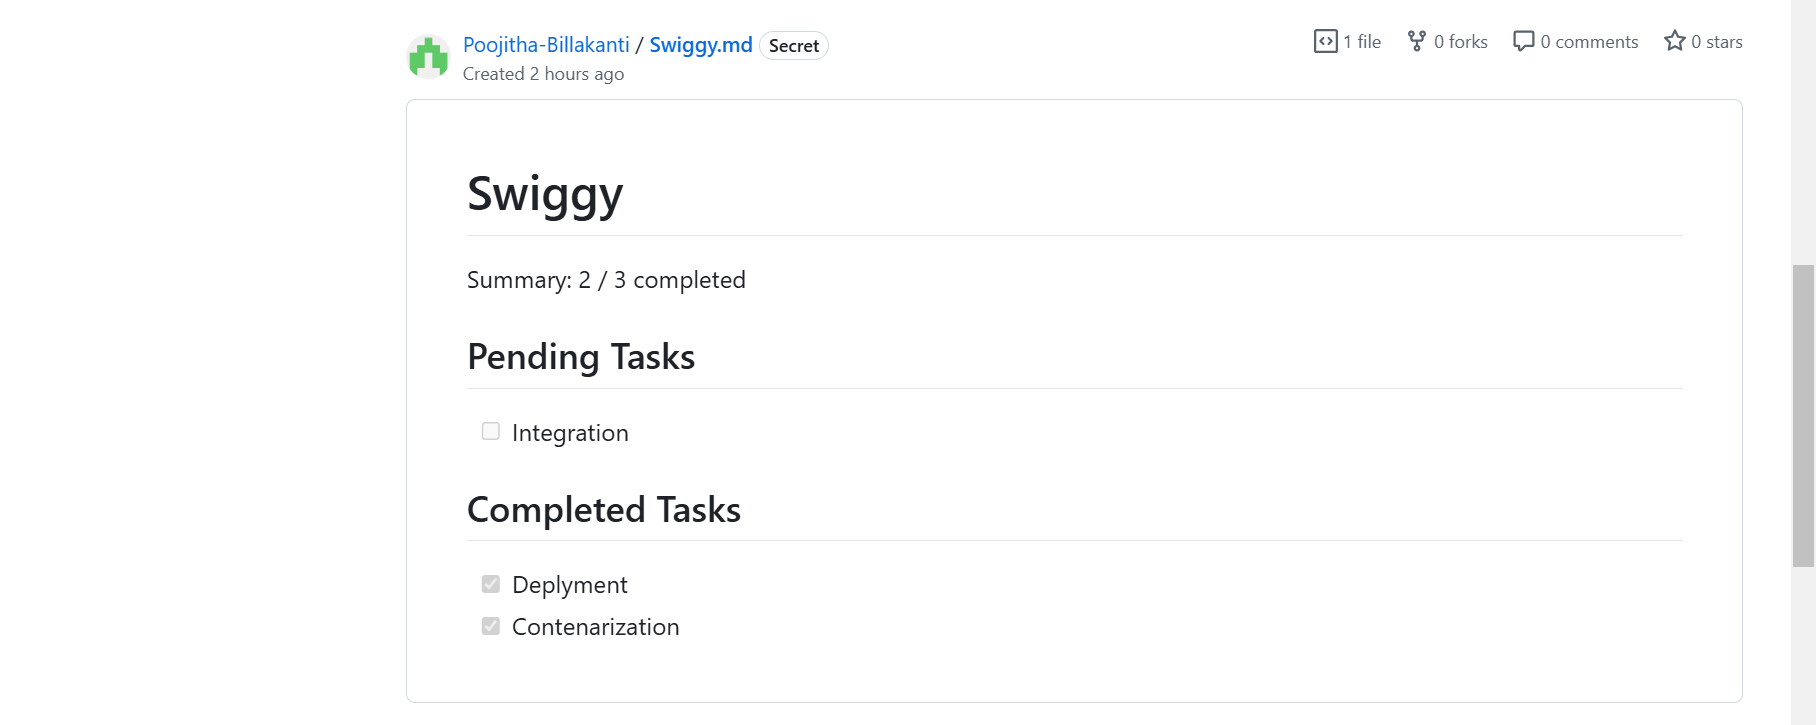 Poojitha-Billakanti / Swiggy.md Secret
Created 2 hours ago
1 file 0 forks 0 comments 0 stars
Swiggy
Summary: 2 / 3 completed
Pending Tasks
Integration
Completed Tasks
Deplyment
Contenarization